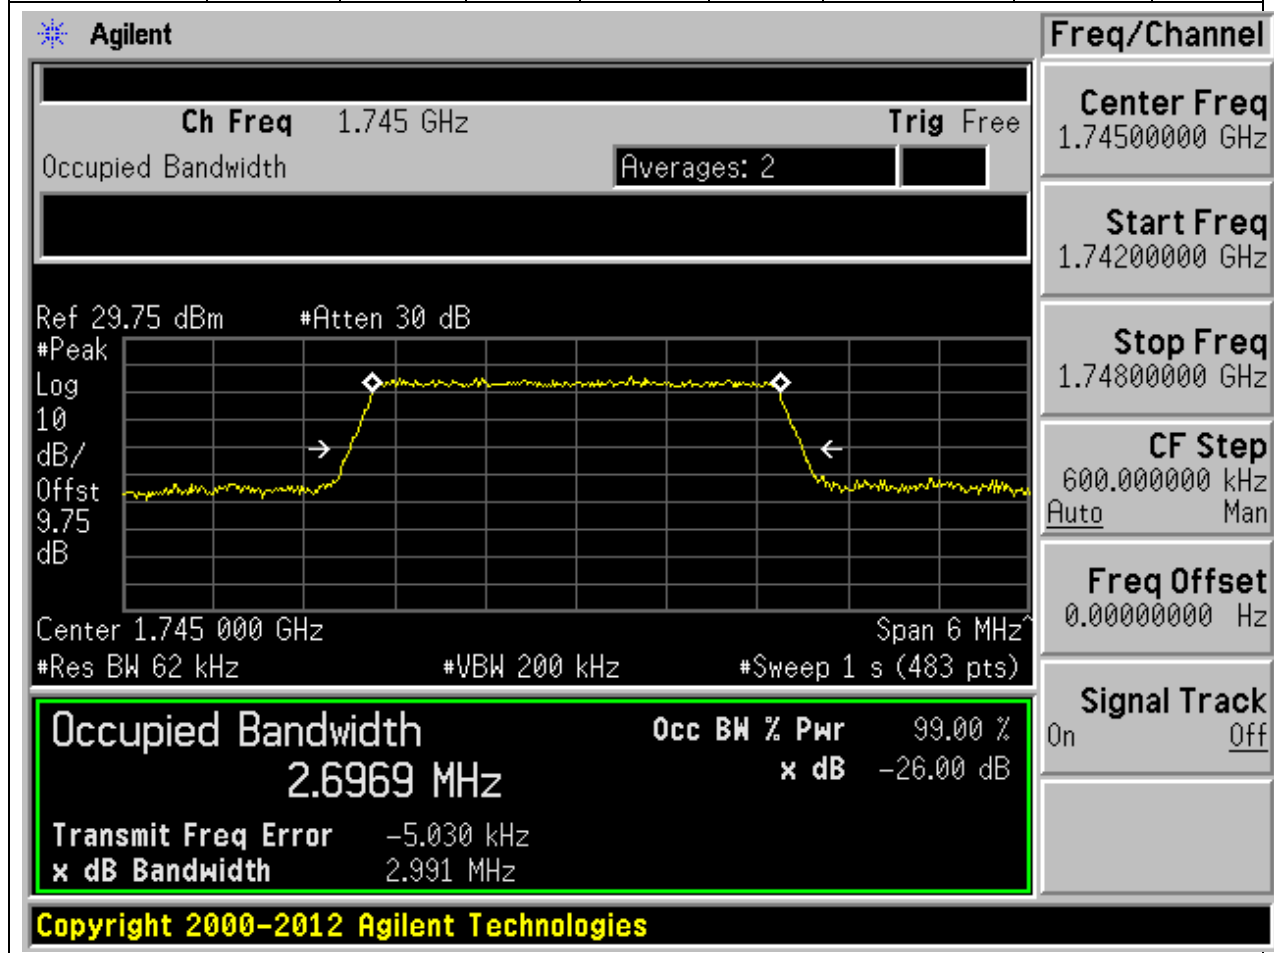 Agilent
Freq/Channel
Ch Freq 1.745 GHz Trig Free
Occupied Bandwidth Averages: 2
Center Freq
1.74500000 GHz
Start Freq
1.74200000 GHz
Stop Freq
1.74800000 GHz
CF Step
600.000000 kHz
Auto Man
Freq Offset
0.00000000 Hz
Signal Track
On Off
Ref 29.75 dBm #Atten 30 dB
#Peak
Log
10
dB/
Offst
9.75
dB
Center 1.745 000 GHz Span 6 MHz^
#Res BW 62 kHz #VBW 200 kHz #Sweep 1 s (483 pts)
Occupied Bandwidth Occ BW % Pwr 99.00 %
2.6969 MHz x dB -26.00 dB
Transmit Freq Error -5.030 kHz
x dB Bandwidth 2.991 MHz
Copyright 2000-2012 Agilent Technologies